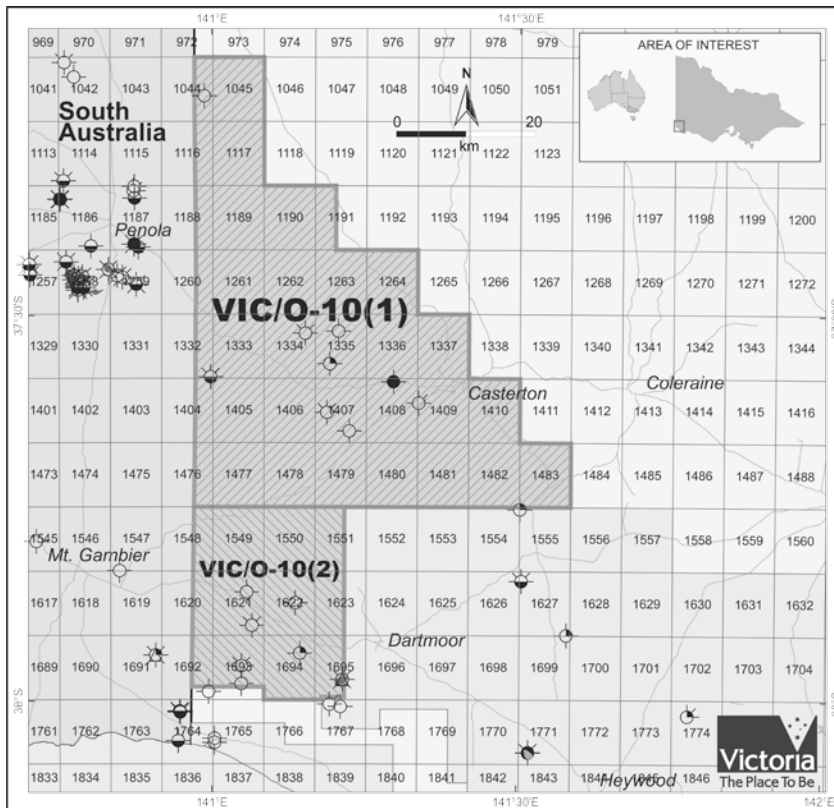 141°E 141°30'E
969 970 971 972 973 974 975 976 977 978 979
AREA OF INTEREST
N
1041 1042 1043 1044 1045 1046 1047 1048 1049 1050 1051
South
Australia
0 20
km
1113 1114 1115 1116 1117 1118 1119 1120 1121 1122 1123
1185 1186 1187 1188 1189 1190 1191 1192 1193 1194 1195 1196 1197 1198 1199 1200
Penola
1257 1259 1260 1261 1262 1263 1264 1265 1266 1267 1268 1269 1270 1271 1272
VIC/O-10(1)
37°30'S
1329 1330 1331 1332 1333 1334 1335 1336 1337 1338 1339 1340 1341 1342 1343 1344
Casterton Coleraine
1401 1402 1403 1404 1405 1406 1407 1408 1409 1410 1411 1412 1413 1414 1415 1416
1473 1474 1475 1476 1477 1478 1479 1480 1481 1482 1483 1484 1485 1486 1487 1488
1545 1546 1547 1548 1549 1550 1551 1552 1553 1554 1555 1556 1557 1558 1559 1560
Mt. Gambier
VIC/O-10(2)
1617 1618 1619 1620 1621 1622 1623 1624 1625 1626 1627 1628 1629 1630 1631 1632
Dartmoor
1689 1690 1691 1692 1693 1694 1695 1696 1697 1698 1699 1700 1701 1702 1703 1704
38°S
1761 1762 1763 1764 1765 1766 1767 1768 1769 1770 1771 1772 1773 1774
Victoria
The Place To Be
1833 1834 1835 1836 1837 1838 1839 1840 1841 1842 1843 1844 1845 1846
Heywood
141°E 141°30'E 142°E